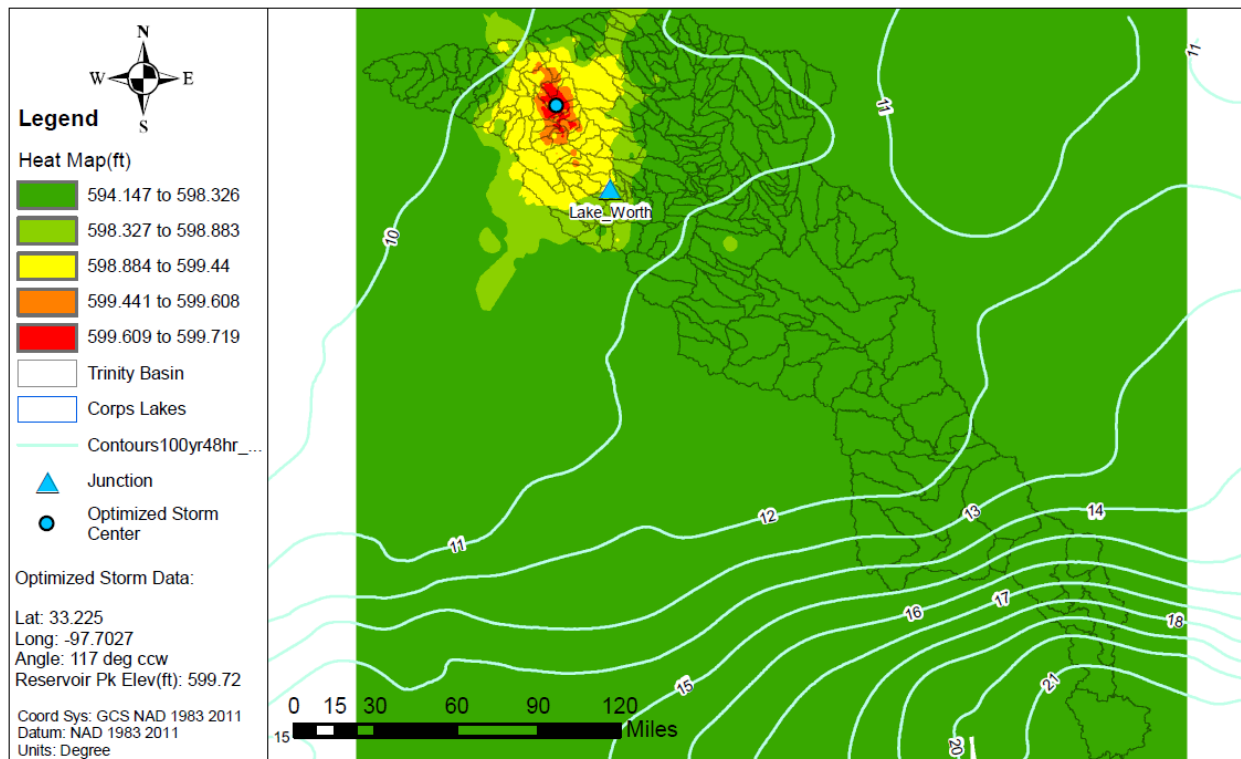 N
W E
S
Legend
Heat Map(ft)
594.147 to 598.326
598.327 to 598.883
598.884 to 599.44
599.441 to 599.608
599.609 to 599.719
Trinity Basin
Corps Lakes
Contours100yr48hr_...
Junction
Optimized Storm
Center
Optimized Storm Data:
Lat: 33.225
Long: -97.7027
Angle: 117 deg ccw
Reservoir Pk Elev(ft): 599.72
Coord Sys: GCS NAD 1983 2011
Datum: NAD 1983 2011
Units: Degree
11
11
10
Lake_Worth
12
13
14
11
16
17
18
15
21
20
15
0 15 30 60 90 120
Miles